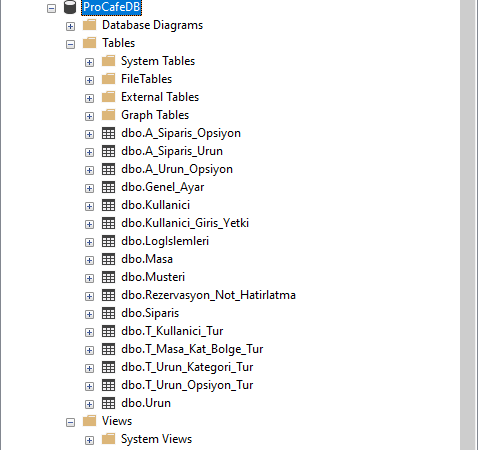 ProCafeDB
Database Diagrams
Tables
System Tables
FileTables
External Tables
Graph Tables
dbo.A_Siparis_Opsiyon
dbo.A_Siparis_Urun
dbo.A_Urun_Opsiyon
dbo.Genel_Ayar
dbo.Kullanici
dbo.Kullanici_Giris_Yetki
dbo.LogIslemleri
dbo.Masa
dbo.Musteri
dbo.Rezervasyon_Not_Hatirlatma
dbo.Siparis
dbo.T_Kullanici_Tur
dbo.T_Masa_Kat_Bolge_Tur
dbo.T_Urun_Kategori_Tur
dbo.T_Urun_Opsiyon_Tur
dbo.Urun
Views
System Views